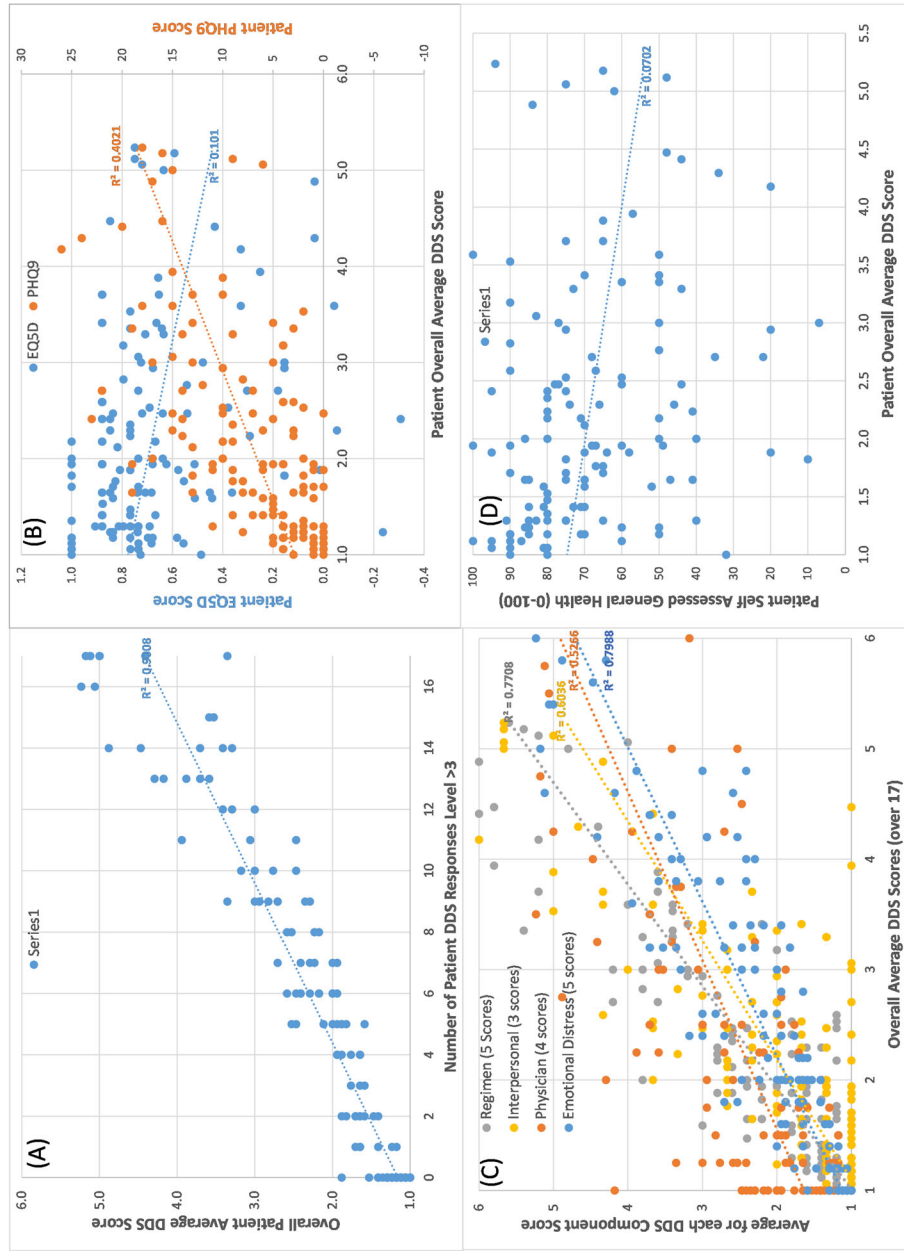 (A)
Series1
6.0
5.0
4.0
3.0
2.0
1.0
Overall Patient Average DDS Score
0
2
4
6
8
10
12
14
16
Number of Patient DDS Responses Level >3
(B)
EQ5D
PHQ9
1.2
1.0
0.8
0.6
0.4
0.2
0.0
-0.2
-0.4
Patient EQ5D Score
30
25
20
15
10
5
0
-5
-10
Patient PHQ9 Score
R² = 0.4021
R² = 0.101
1.0
2.0
3.0
4.0
5.0
6.0
Patient Overall Average DDS Score
(C)
Regimen (5 Scores)
Interpersonal (3 scores)
Physician (4 scores)
Emotional Distress (5 scores)
6
5
4
3
2
1
Average for each DDS Component Score
R² = 0.7708
R² = 0.6036
R² = 0.5266
R² = 0.7988
1
2
3
4
5
6
Overall Average DDS Scores (over 17)
(D)
Series1
100
90
80
70
60
50
40
30
20
10
0
Patient Self Assessed General Health (0-100)
R² = 0.0702
1.0
1.5
2.0
2.5
3.0
3.5
4.0
4.5
5.0
5.5
Patient Overall Average DDS Score